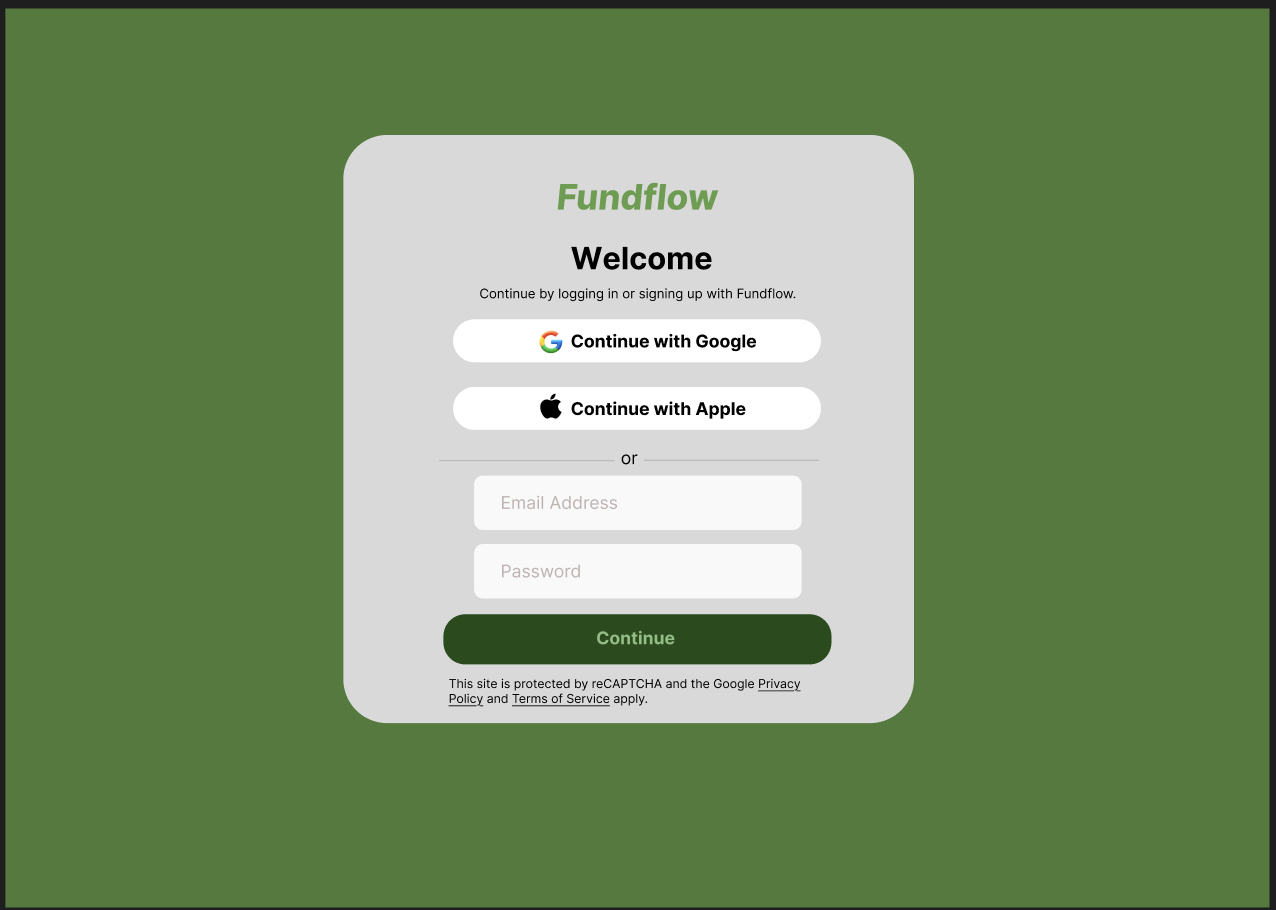 Fundflow
Welcome
Continue by logging in or signing up with Fundflow.
Continue with Google
Continue with Apple
or
Email Address
Password
Continue
This site is protected by reCAPTCHA and the Google Privacy
Policy and Terms of Service apply.